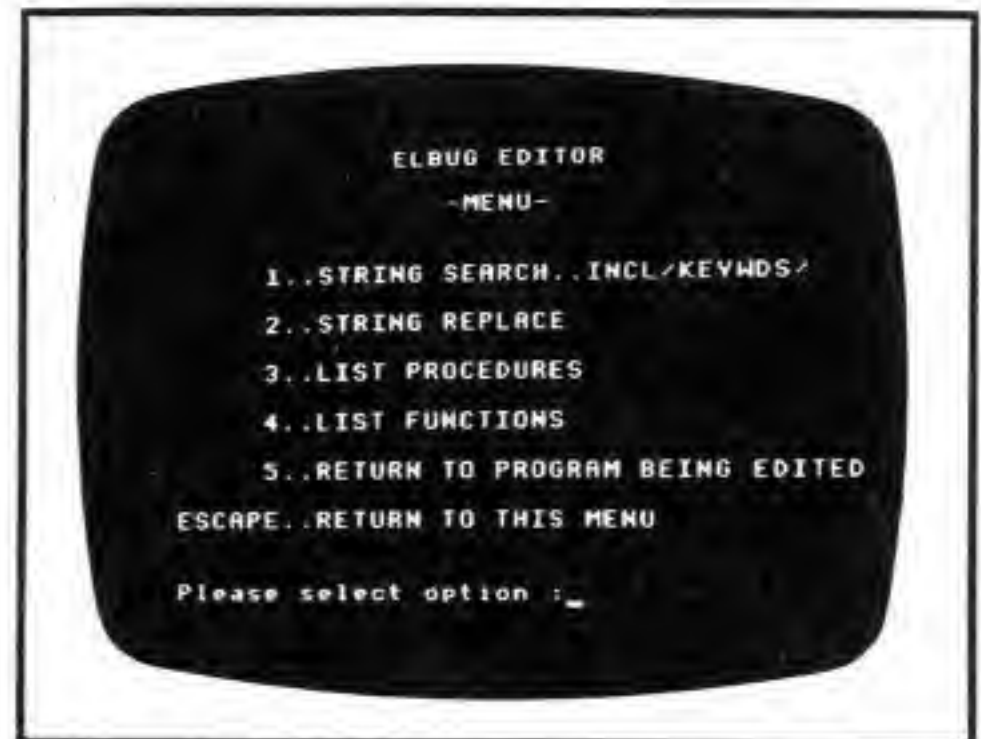 ELBUG EDITOR
-MENU-
1..STRING SEARCH..INCL/KEYWDS/
2..STRING REPLACE
3..LIST PROCEDURES
4..LIST FUNCTIONS
5..RETURN TO PROGRAM BEING EDITED
ESCAPE..RETURN TO THIS MENU
Please select option :_